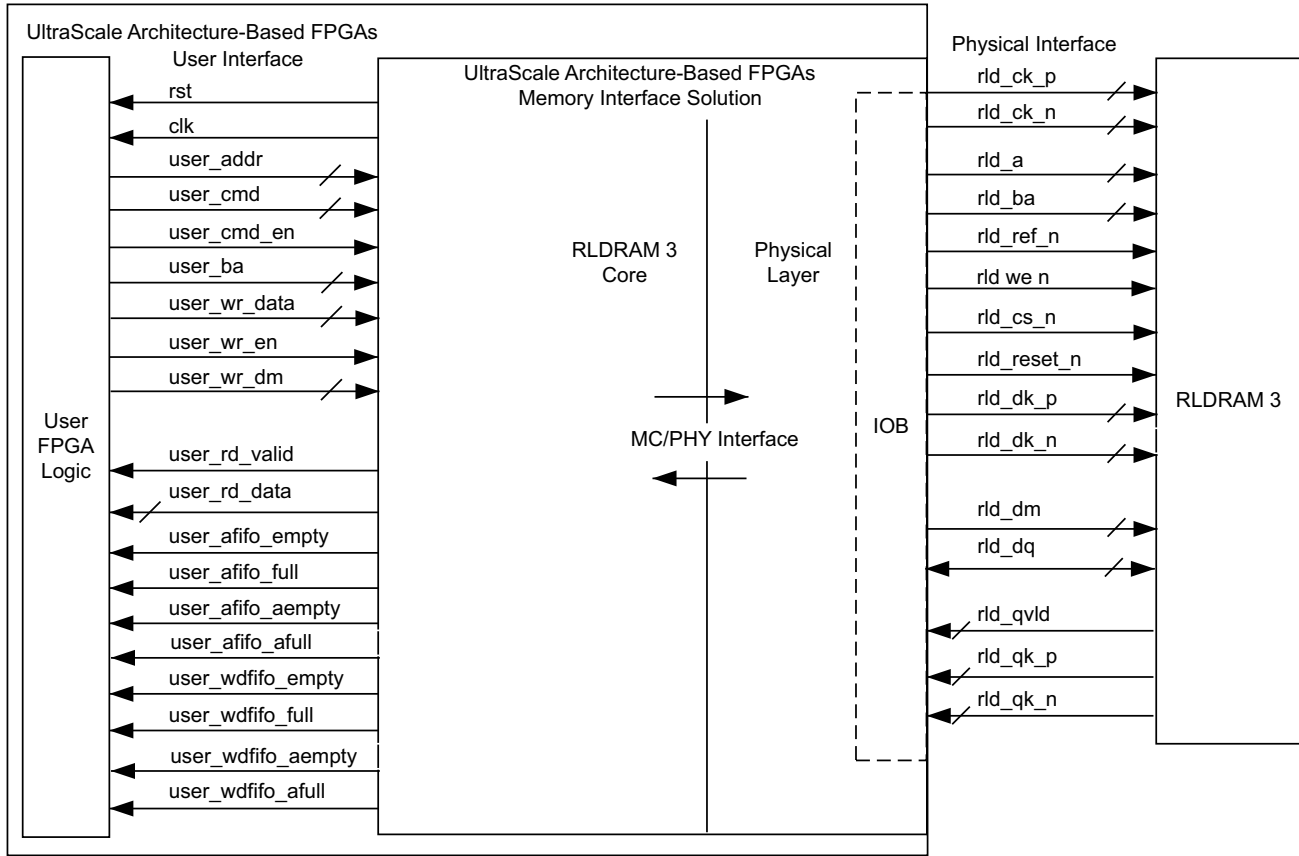 UltraScale Architecture-Based FPGAs
User Interface
Physical Interface
UltraScale Architecture-Based FPGAs
Memory Interface Solution
rst
clk
user_addr
user_cmd
user_cmd_en
user_ba
user_wr_data
user_wr_en
user_wr_dm
user_rd_valid
user_rd_data
user_afifo_empty
user_afifo_full
user_afifo_aempty
user_afifo_afull
user_wdfifo_empty
user_wdfifo_full
user_wdfifo_aempty
user_wdfifo_afull
User
FPGA
Logic
RLDRAM 3
Core
Physical
Layer
MC/PHY Interface
IOB
rld_ck_p
rld_ck_n
rld_a
rld_ba
rld_ref_n
rld we n
rld_cs_n
rld_reset_n
rld_dk_p
rld_dk_n
rld_dm
rld_dq
rld_qvld
rld_qk_p
rld_qk_n
RLDRAM 3